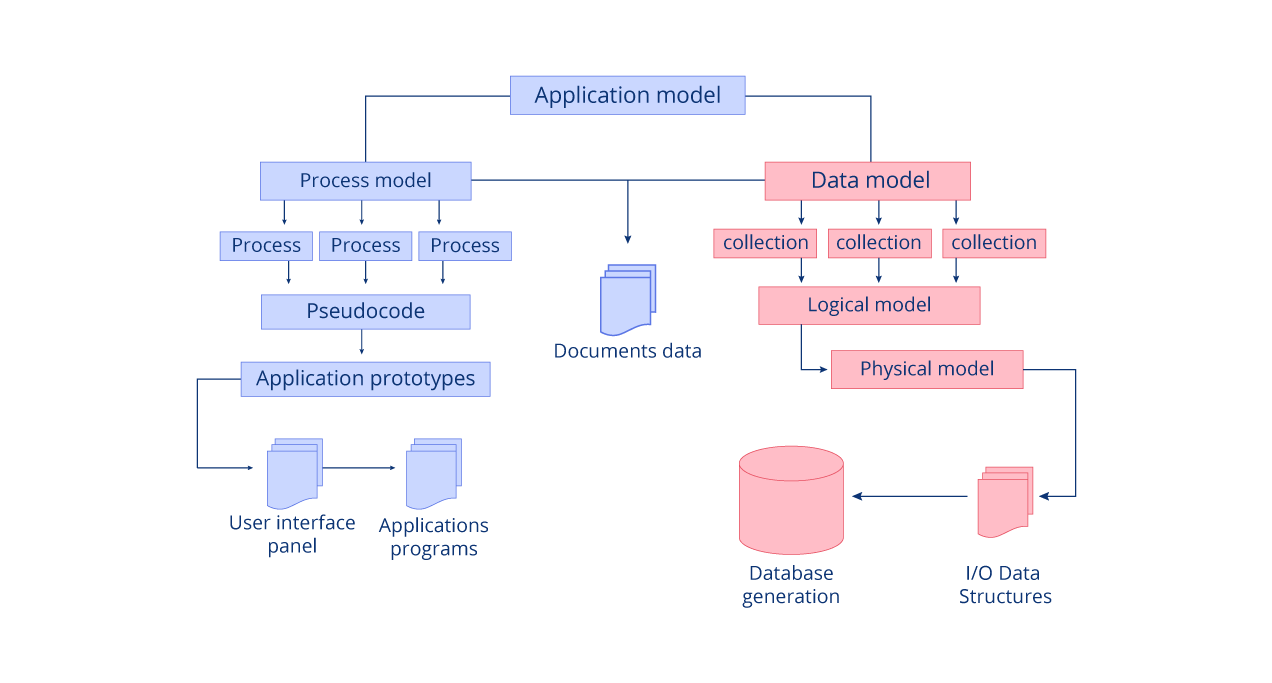 Application model
Process model
Data model
Process
Process
Process
collection
collection
collection
Pseudocode
Logical model
Documents data
Application prototypes
Physical model
User interface
panel
Applications
programs
Database
generation
I/O Data
Structures